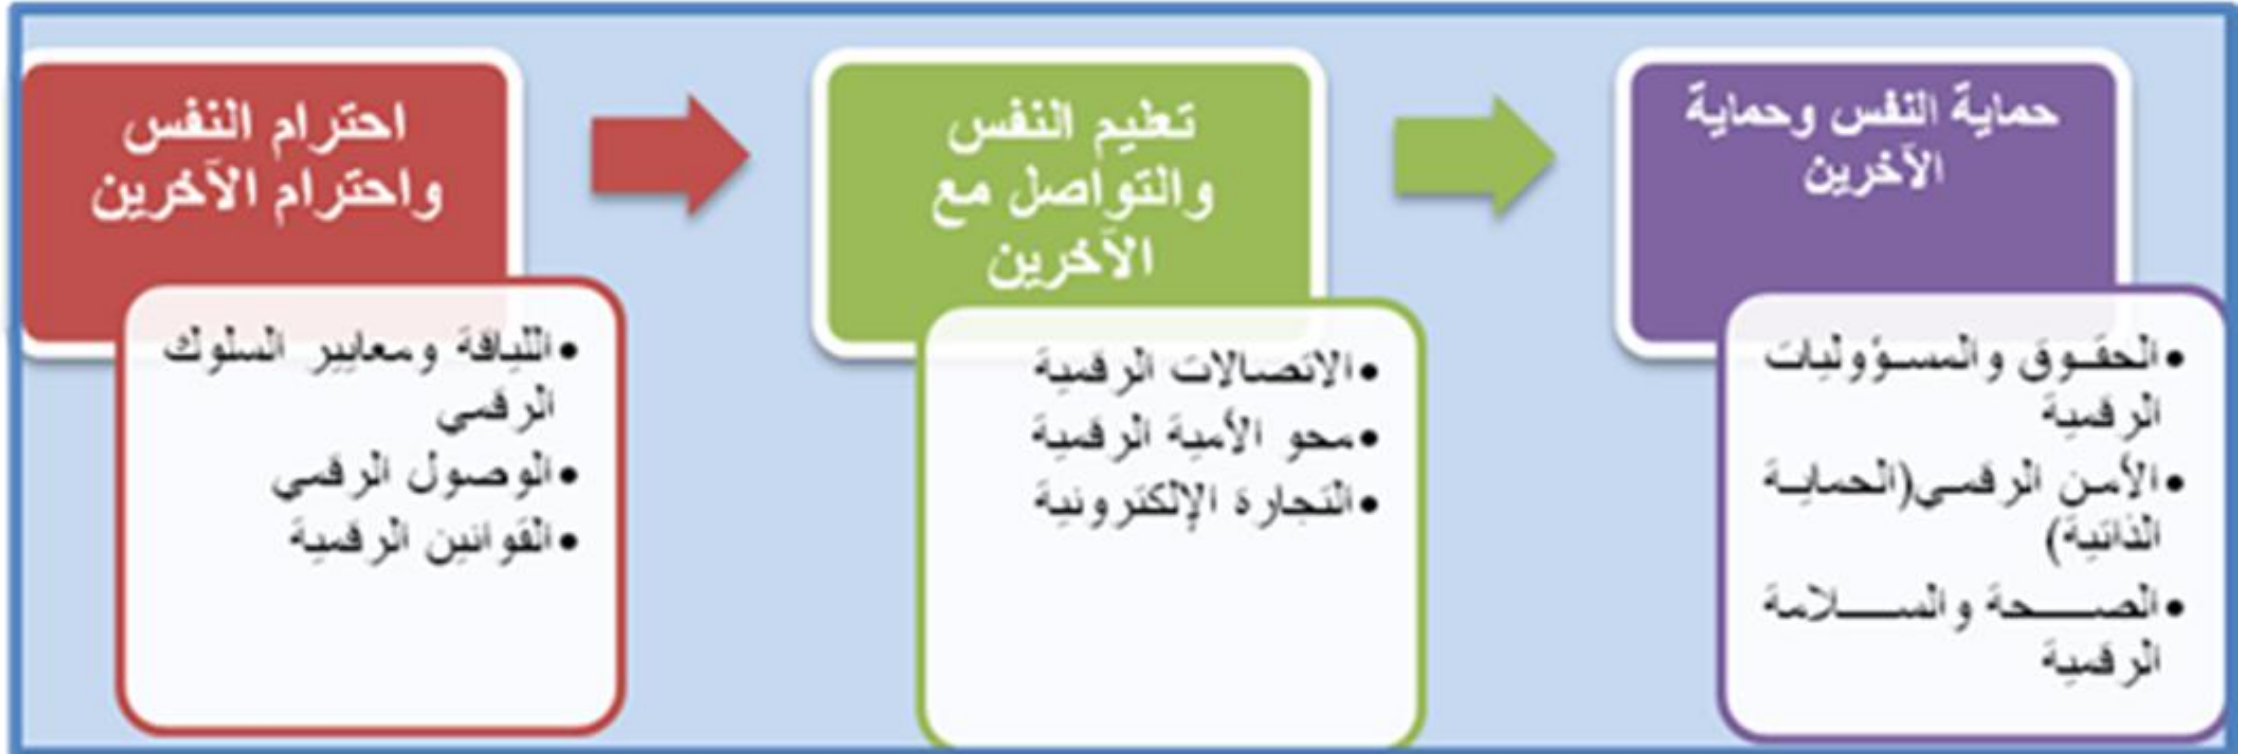 احترام النفس
واحترام الآخرين
•اللياقة ومعايير السلوك
الرقمي
•الوصول الرقمي
•القوانين الرقمية
تعليم النفس
والتواصل مع
الآخرين
•الاتصالات الرقمية
•محو الأمية الرقمية
•التجارة الإلكترونية
حماية النفس وحماية
الآخرين
•الحقوق والمسؤوليات
الرقمية
•الأمن الرقمي(الحماية
الذاتية)
•الصحة والسلامة
الرقمية